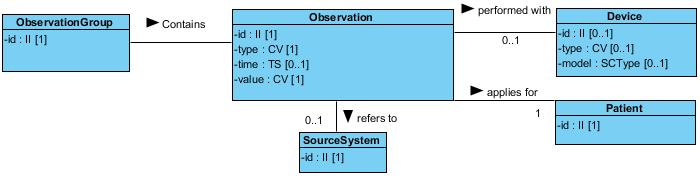 ObservationGroup
-id : II [1]
Contains
Observation
-id : II [1]
-type : CV [1]
-time : TS [0..1]
-value : CV [1]
performed with
0..1
Device
-id : II [0..1]
-type : CV [0..1]
-model : SCType [0..1]
applies for
1
Patient
-id : II [1]
0..1
refers to
SourceSystem
-id : II [1]